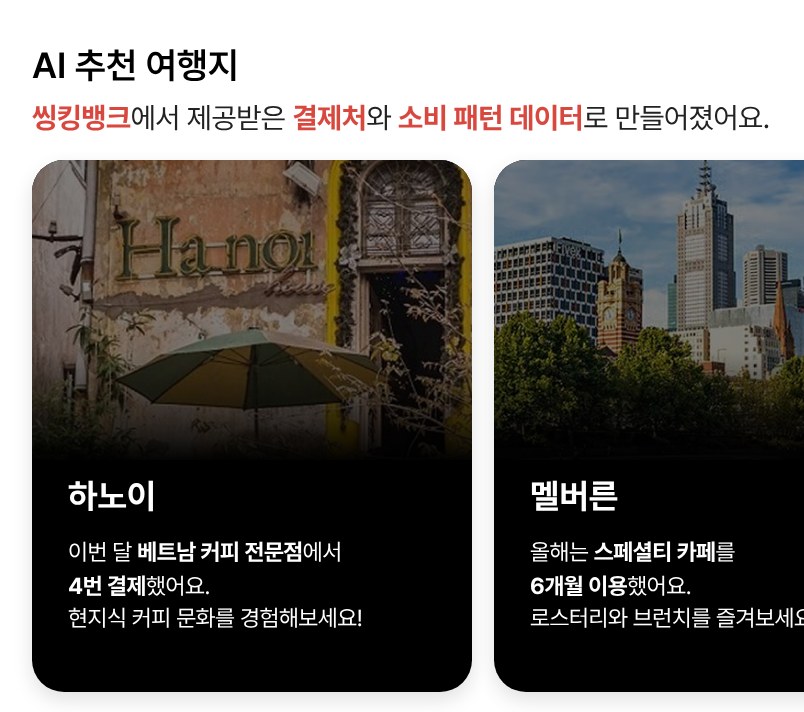 AI 추천 여행지
씽킹뱅크에서 제공받은 결제처와 소비 패턴 데이터로 만들어졌어요.
Hanoi
house
하노이
이번 달 베트남 커피 전문점에서
4번 결제했어요.
현지식 커피 문화를 경험해보세요!
멜버른
올해는 스페셜티 카페를
6개월 이용했어요.
로스터리와 브런치를 즐겨보세요